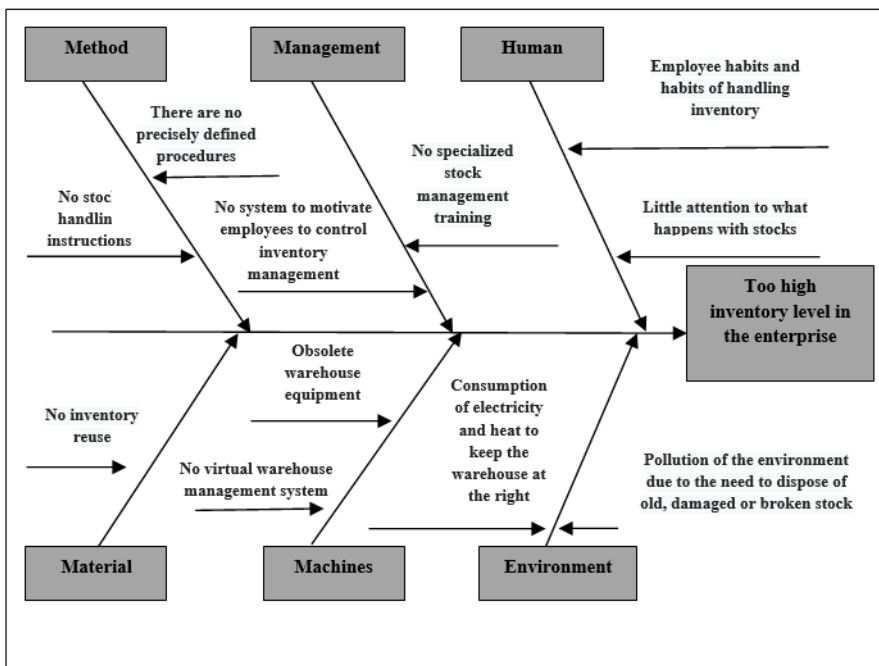 Method
Management
Human
Employee habits and
habits of handling
inventory
There are no
precisely defined
procedures
No specialized
stock
management
training
No stoc
handlin
instructions
No system to motivate
employees to control
inventory
management
Little attention to what
happens with stocks
Too high
inventory level in
the enterprise
Obsolete
warehouse
equipment
Consumption
of electricity
and heat to
keep the
warehouse at
the right
No inventory
reuse
No virtual warehouse
management system
Pollution of the environment
due to the need to dispose of
old, damaged or broken stock
Material
Machines
Environment